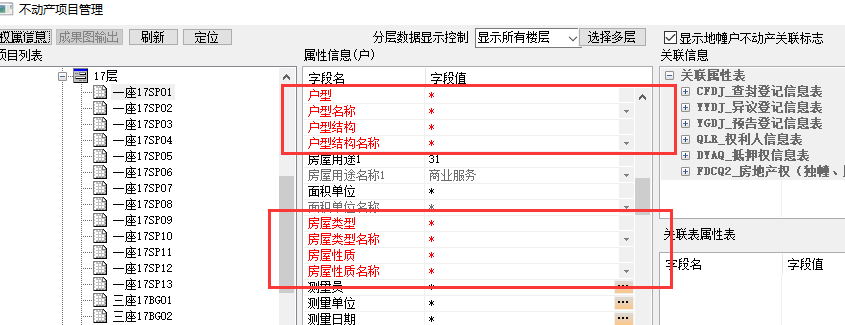 不动产项目管理
权属信息 成果图输出 刷新 定位 分层数据显示控制 显示所有楼层 选择多层 显示地幢户不动产关联标志
项目列表
17层
一座17SP01
一座17SP02
一座17SP03
一座17SP04
一座17SP05
一座17SP06
一座17SP07
一座17SP08
一座17SP09
一座17SP10
一座17SP11
一座17SP12
一座17SP13
三座17BG01
三座17BG02
属性信息(户)
字段名 字段值
户型 *
户型名称 *
户型结构 *
户型结构名称 *
房屋用途1 31
房屋用途名称1 商业服务
面积单位 *
面积单位名称 *
房屋类型 *
房屋类型名称 *
房屋性质 *
房屋性质名称 *
测量员 * ...
测量单位 * ...
测量日期 * ...
关联信息
关联属性表
CFDJ_查封登记信息表
YYDJ_异议登记信息表
YGDJ_预告登记信息表
QLR_权利人信息表
DYAQ_抵押权信息表
FDCQ2_房地产权（独幢、
关联表属性表
字段名 字段值